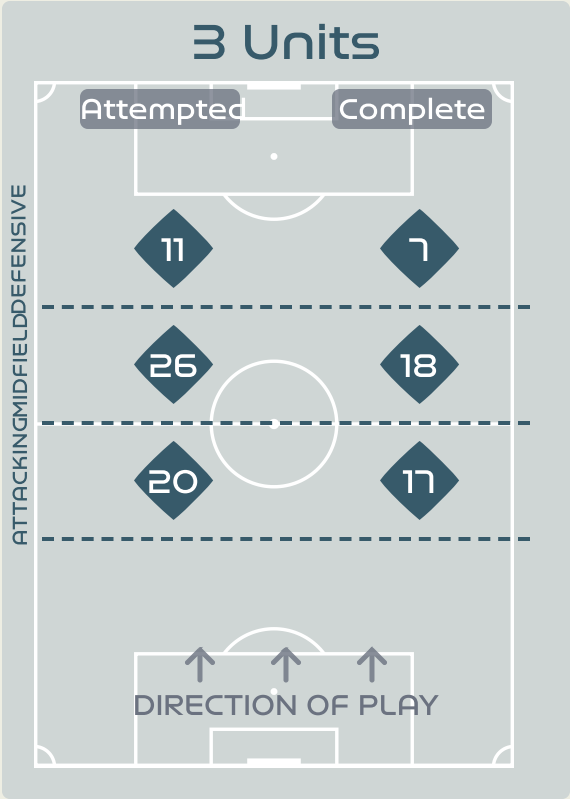 3 Units
Attempted Complete
ATTACKINGMIDFIELDDEFENSIVE
11 7
26 18
20 17
DIRECTION OF PLAY